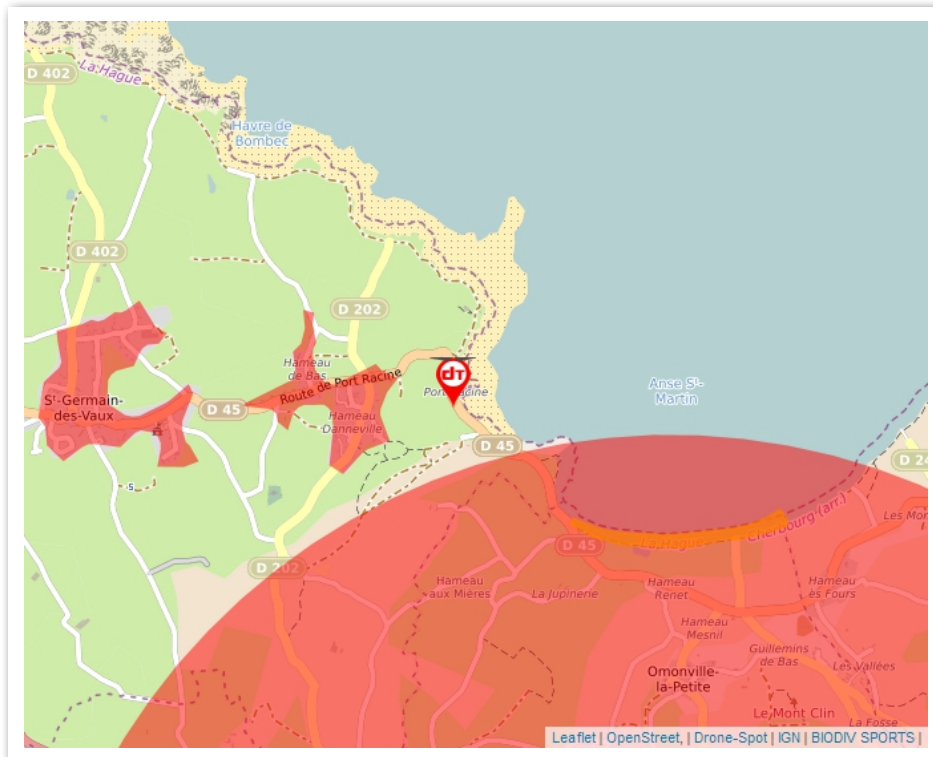 D 402
La Hague
Havre de
Bombec
D 402
D 202
Hameau
de Bas
Route de Port Racine
dT
Port Racine
Anse Sᵗ-
Martin
Sᵗ-Germain-
des-Vaux
D 45
Hameau
Danneville
D 45
D 24
Les Mon
Cherbourg (arr.)
La Hague
D 45
D 202
Hameau
aux Mières
La Jupinerie
Hameau
Renet
Hameau
ès Fours
Hameau
Mesnil
Guillemins
de Bas
Les Vallées
Omonville-
la-Petite
Le Mont Clin
La Fosse
Leaflet | OpenStreet, | Drone-Spot | IGN | BIODIV SPORTS |